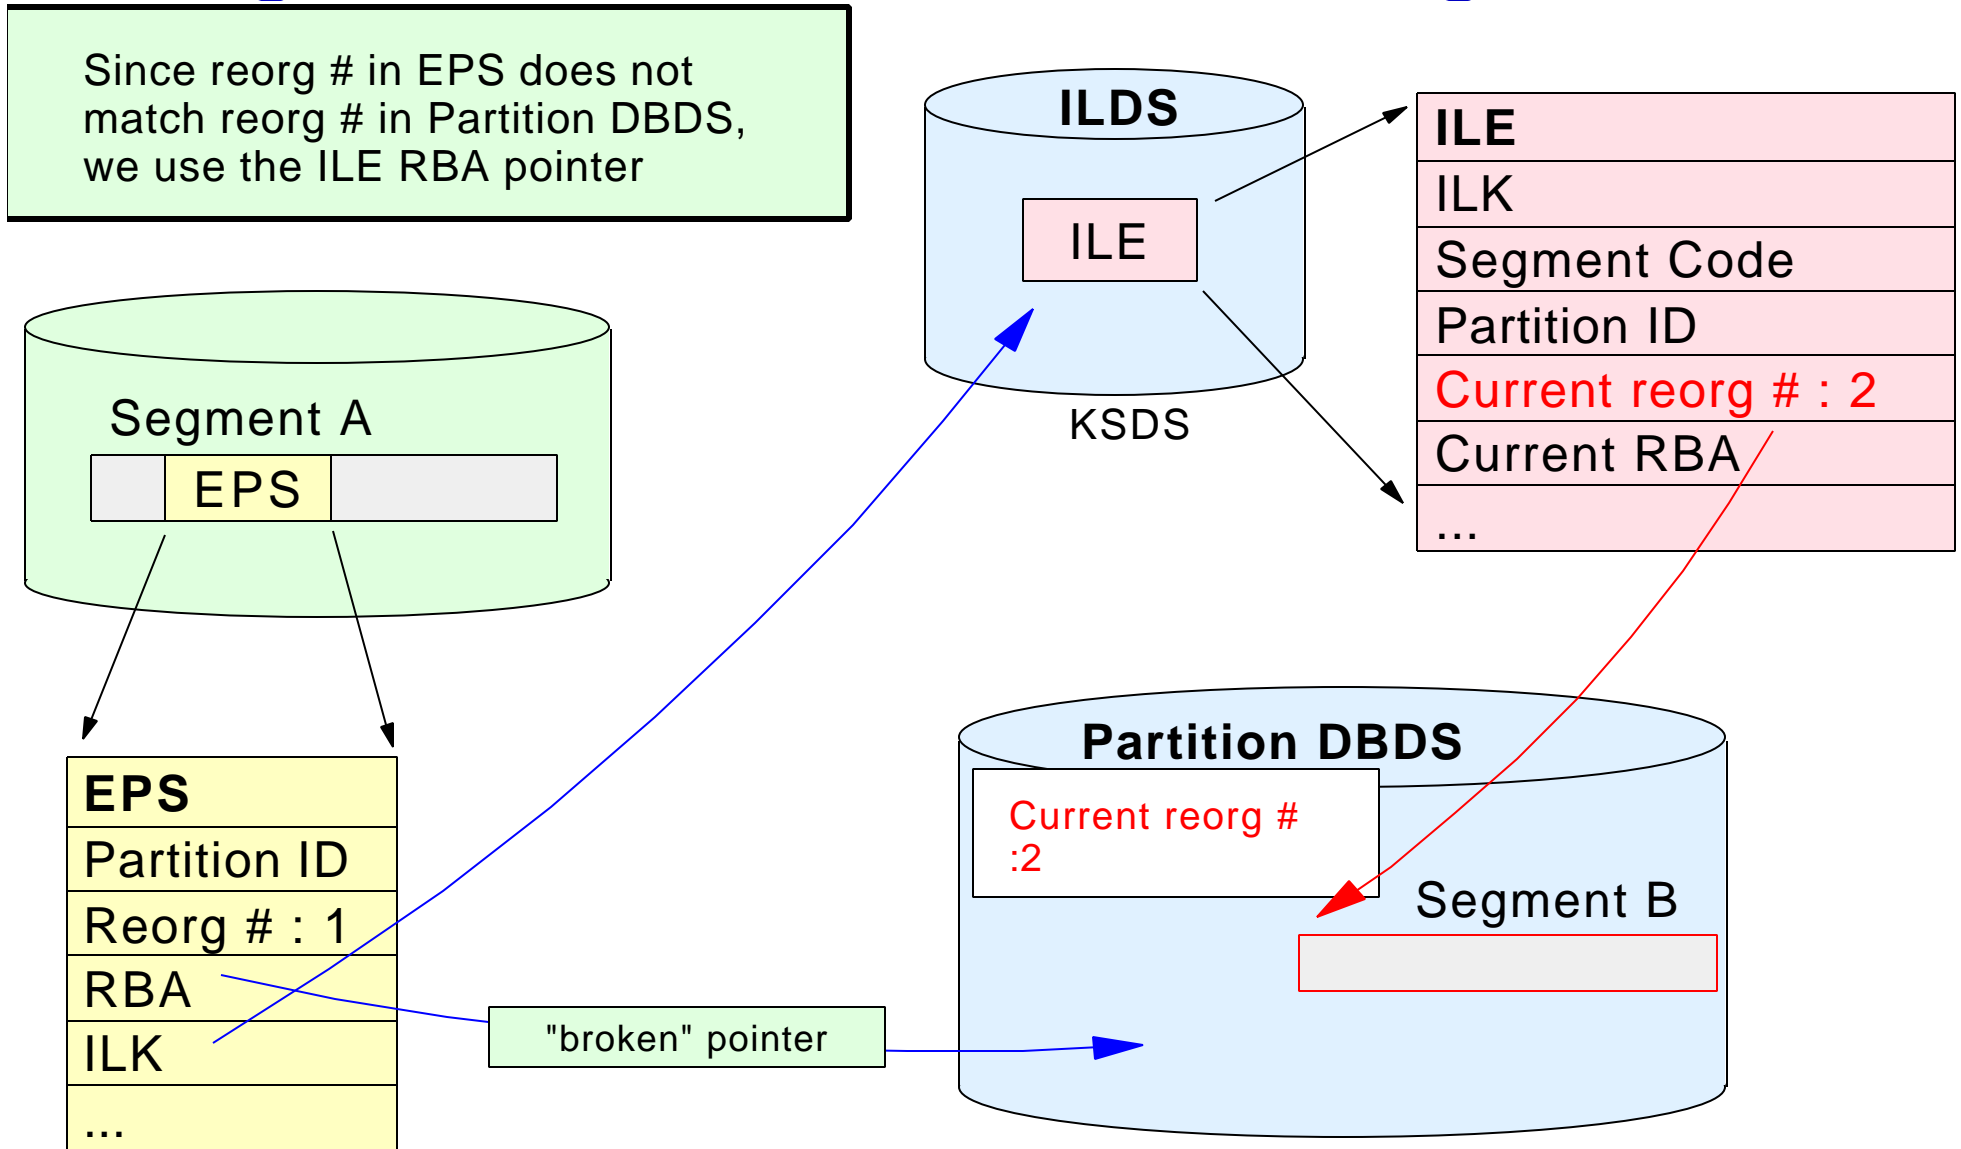 Since reorg # in EPS does not
match reorg # in Partition DBDS,
we use the ILE RBA pointer
ILDS
ILE
KSDS
ILE
ILK
Segment Code
Partition ID
Current reorg # : 2
Current RBA
...
Segment A
EPS
EPS
Partition ID
Reorg # : 1
RBA
ILK
...
"broken" pointer
Partition DBDS
Current reorg #
:2
Segment B